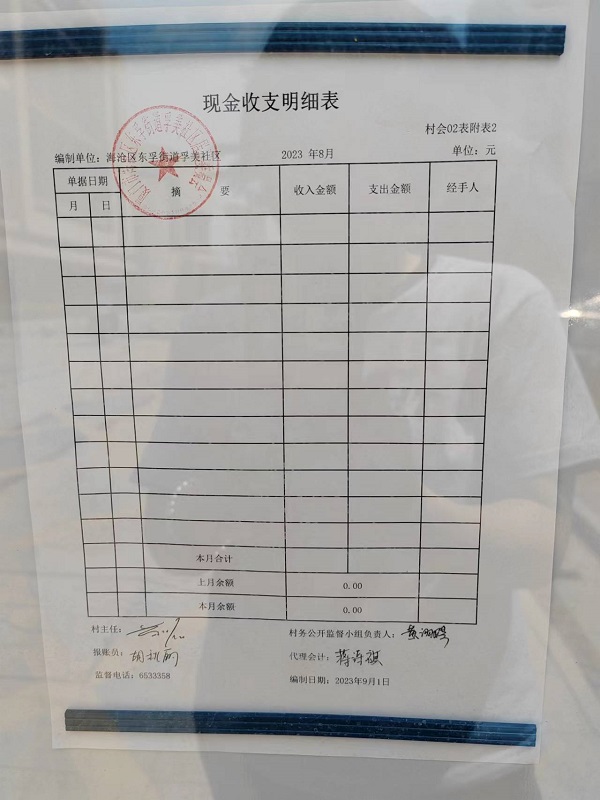 现金收支明细表
村会02表附表2
编制单位：海沧区东孚街道孚美社区 2023 年8月 单位：元
单据日期 摘 要 收入金额 支出金额 经手人
月 日
本月合计
上月余额 0.00
本月余额 0.00
村主任： 村务公开监督小组负责人：
报账员： 代理会计：
监督电话：6533358 编制日期：2023年9月1日